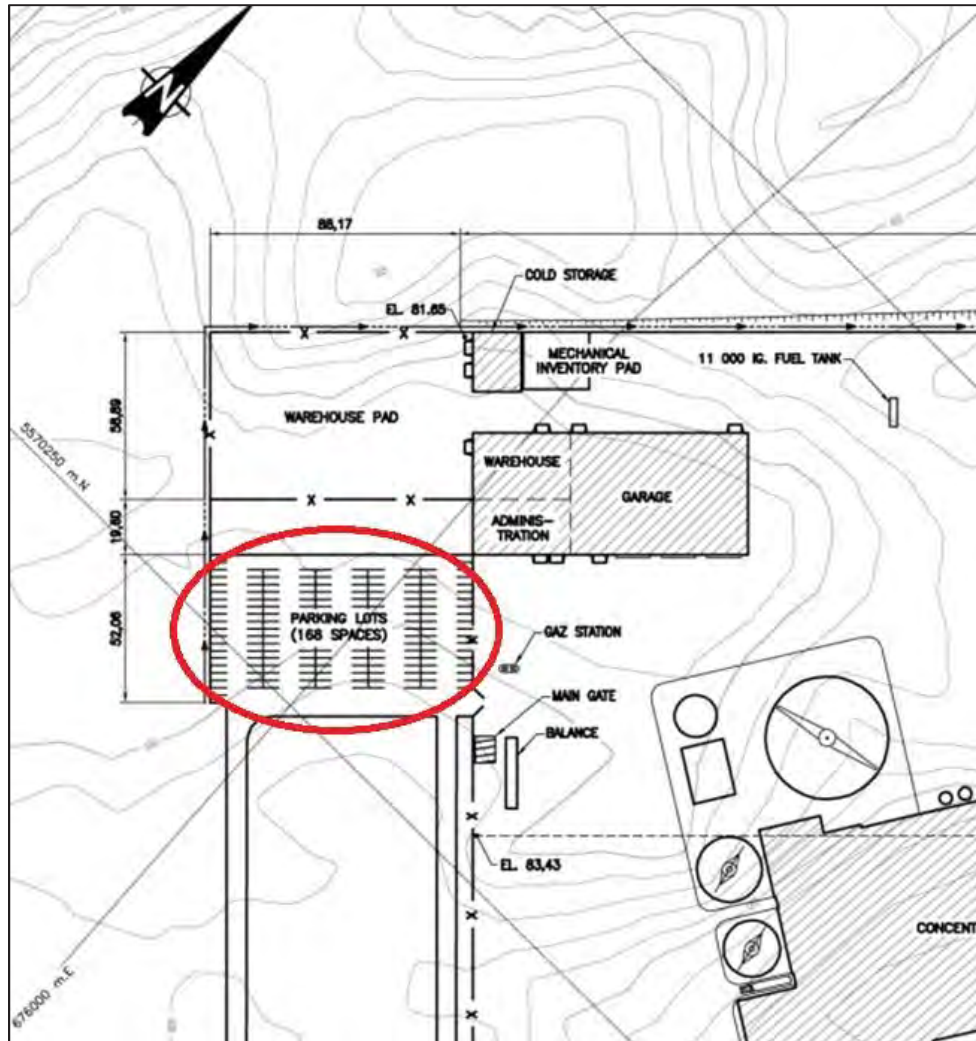 N
88,17
COLD STORAGE
EL. 81.85
MECHANICAL
INVENTORY PAD
11 000 IG. FUEL TANK
58,89
WAREHOUSE PAD
5570250 m.N
WAREHOUSE
GARAGE
ADMINIS-
TRATION
19,60
PARKING LOTS
(168 SPACES)
52,06
GAZ STATION
MAIN GATE
BALANCE
EL. 83,43
CONCENT
676000 m.E